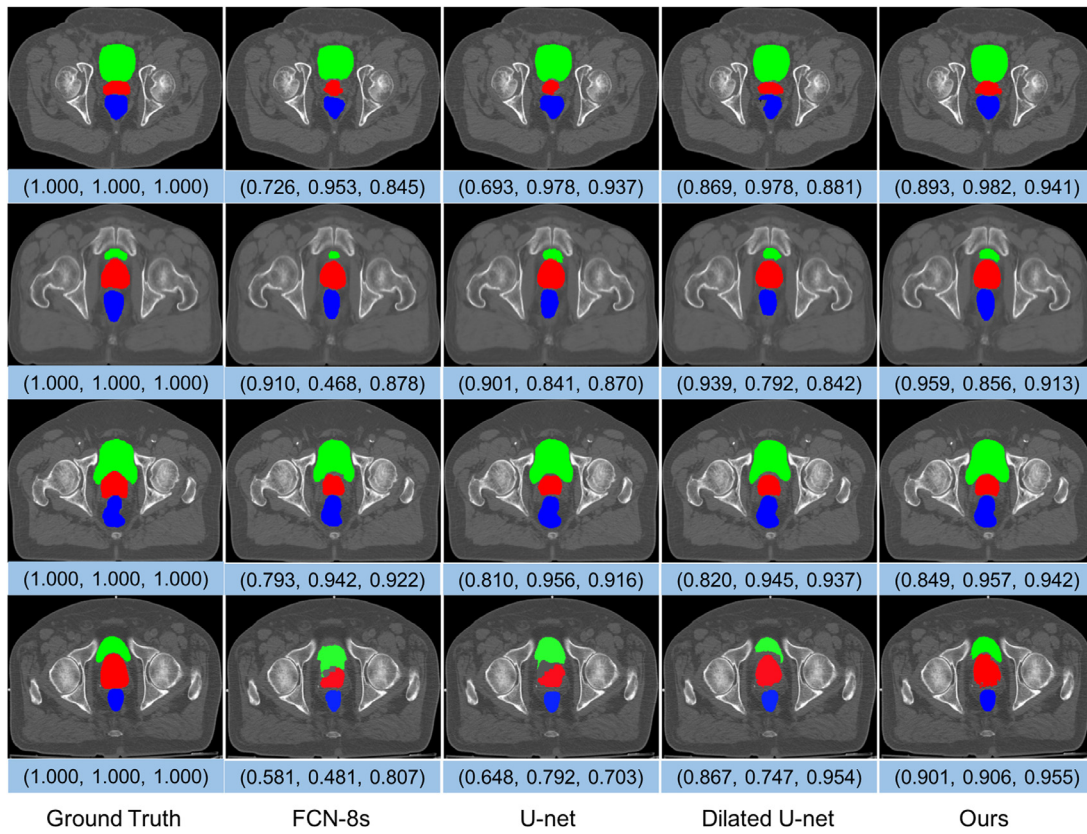 (1.000, 1.000, 1.000) (0.726, 0.953, 0.845) (0.693, 0.978, 0.937) (0.869, 0.978, 0.881) (0.893, 0.982, 0.941)
(1.000, 1.000, 1.000) (0.910, 0.468, 0.878) (0.901, 0.841, 0.870) (0.939, 0.792, 0.842) (0.959, 0.856, 0.913)
(1.000, 1.000, 1.000) (0.793, 0.942, 0.922) (0.810, 0.956, 0.916) (0.820, 0.945, 0.937) (0.849, 0.957, 0.942)
(1.000, 1.000, 1.000) (0.581, 0.481, 0.807) (0.648, 0.792, 0.703) (0.867, 0.747, 0.954) (0.901, 0.906, 0.955)
Ground Truth FCN-8s U-net Dilated U-net Ours